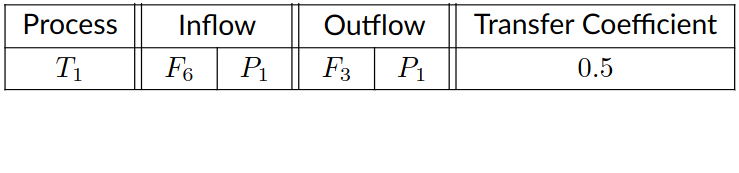 Process Inflow Outflow Transfer Coefficient
T₁ F₆ P₁ F₃ P₁ 0.5